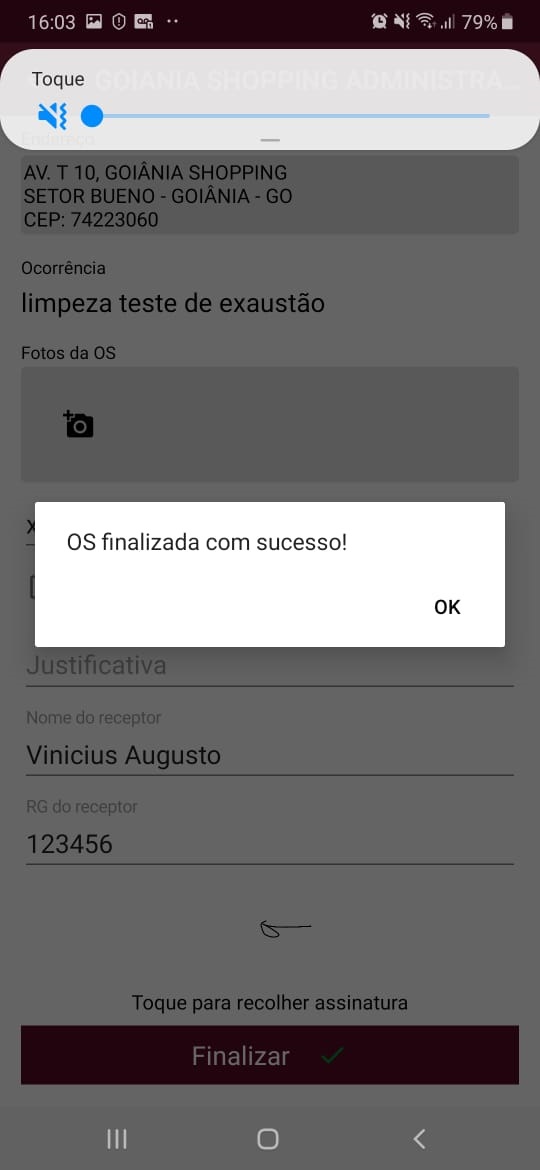 16:03
79%
Toque
GOIANIA SHOPPING ADMINISTRA...
Endereço
AV. T 10, GOIÂNIA SHOPPING
SETOR BUENO - GOIÂNIA - GO
CEP: 74223060
Ocorrência
limpeza teste de exaustão
Fotos da OS
OS finalizada com sucesso!
OK
Justificativa
Nome do receptor
Vinicius Augusto
RG do receptor
123456
Toque para recolher assinatura
Finalizar